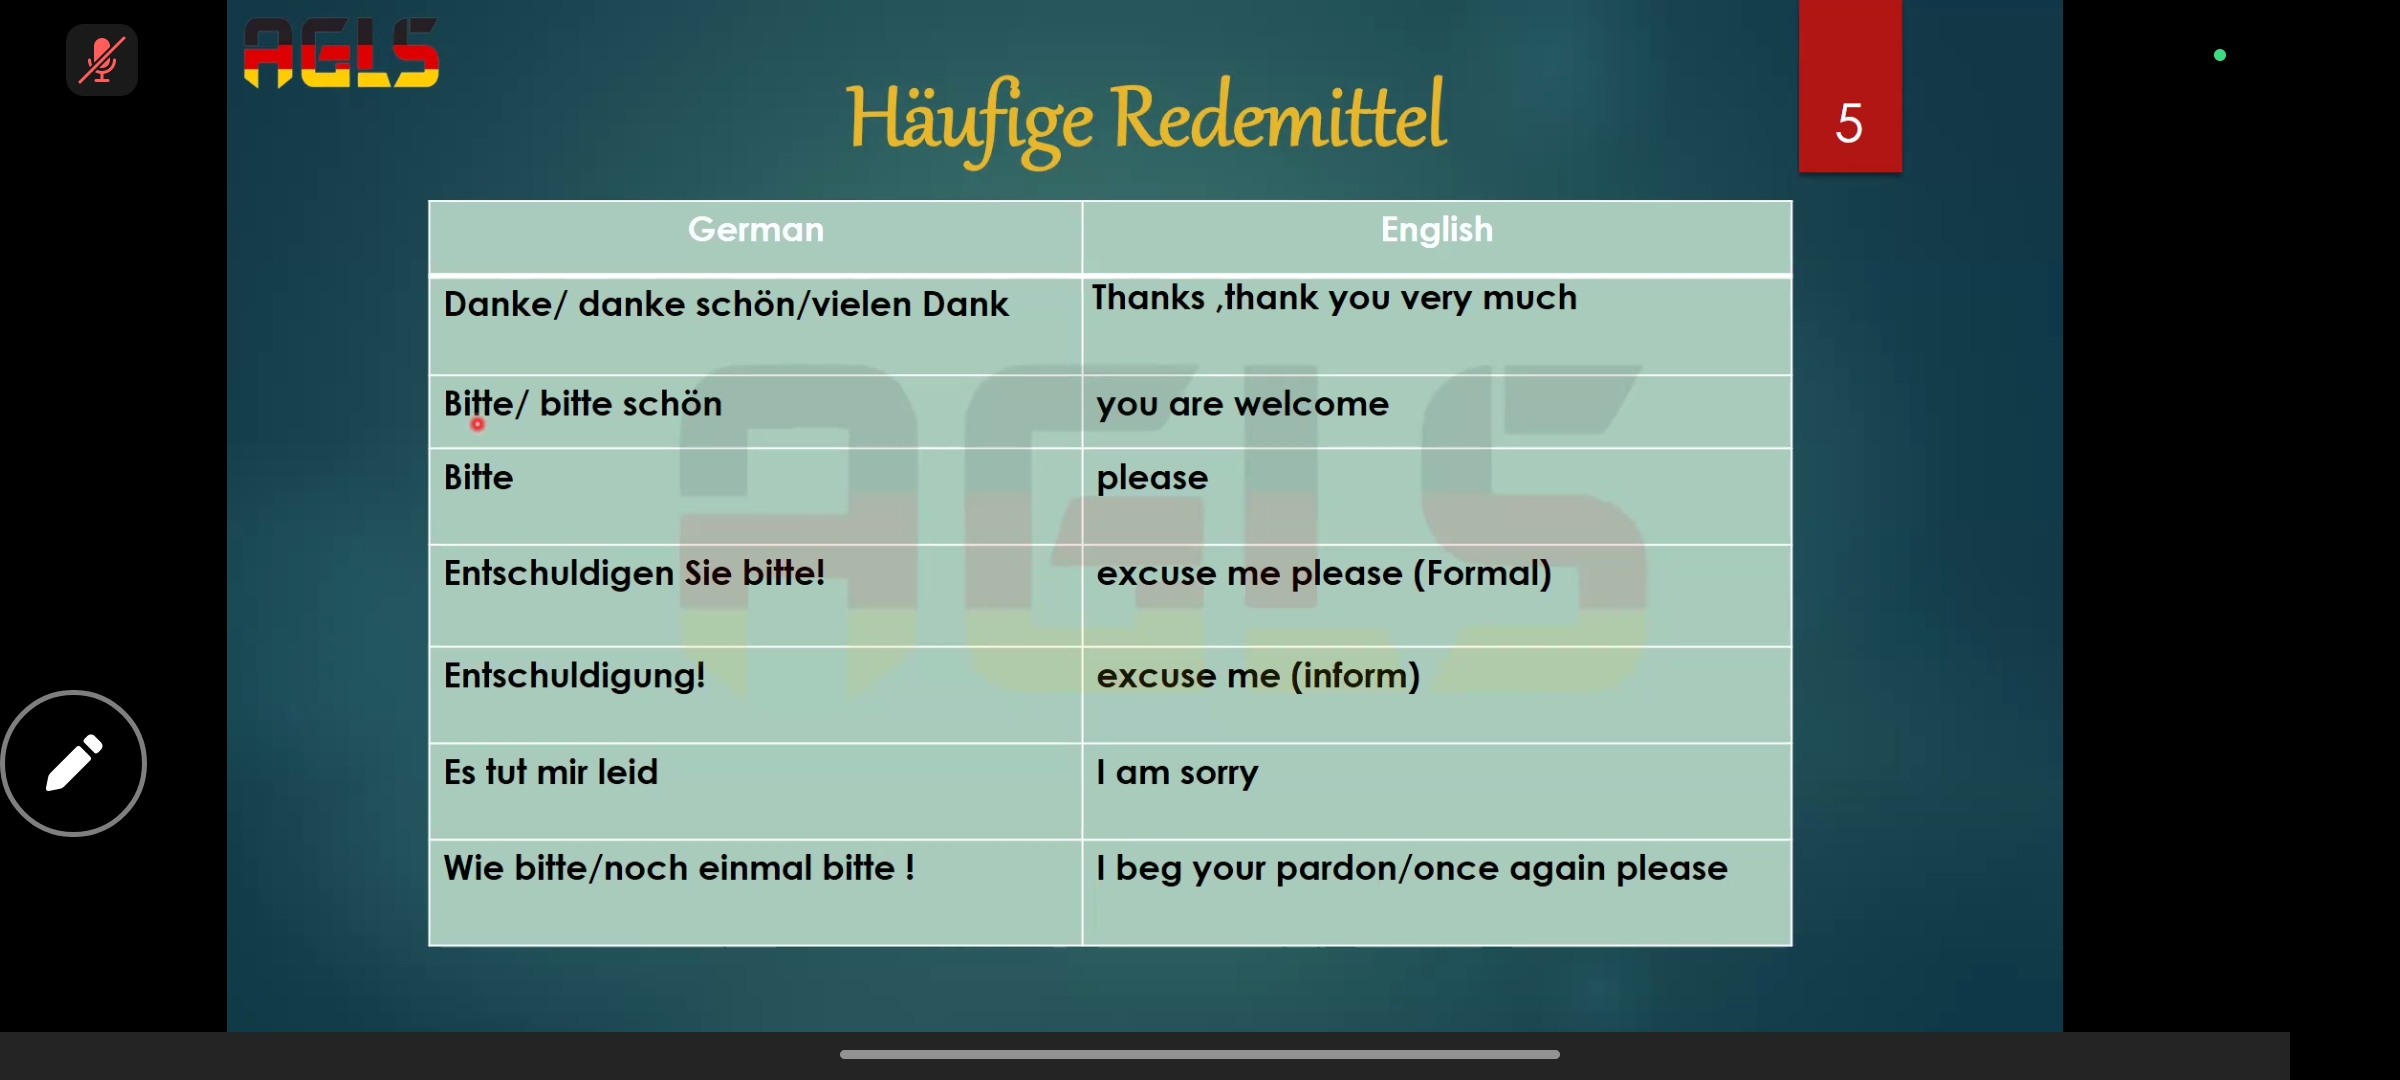 AGLS
Häufige Redemittel
5
German English
Danke/ danke schön/vielen Dank Thanks ,thank you very much
Bitte/ bitte schön you are welcome
Bitte please
Entschuldigen Sie bitte! excuse me please (Formal)
Entschuldigung! excuse me (inform)
Es tut mir leid I am sorry
Wie bitte/noch einmal bitte ! I beg your pardon/once again please
AGLS